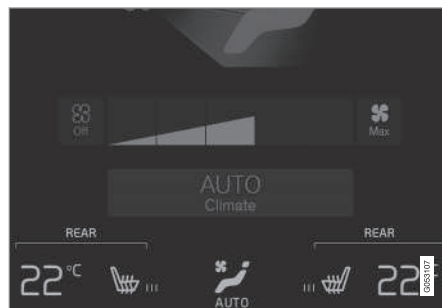 Off
Max
AUTO
Climate
REAR
REAR
22°C
22
AUTO
G053107